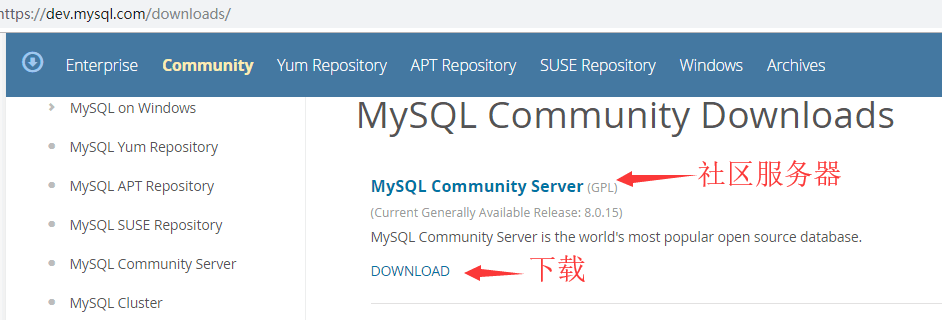 https://dev.mysql.com/downloads/
Enterprise Community Yum Repository APT Repository SUSE Repository Windows Archives
MySQL on Windows
MySQL Yum Repository
MySQL APT Repository
MySQL SUSE Repository
MySQL Community Server
MySQL Cluster
MySQL Community Downloads
MySQL Community Server (GPL) 社区服务器
(Current Generally Available Release: 8.0.15)
MySQL Community Server is the world's most popular open source database.
DOWNLOAD 下载